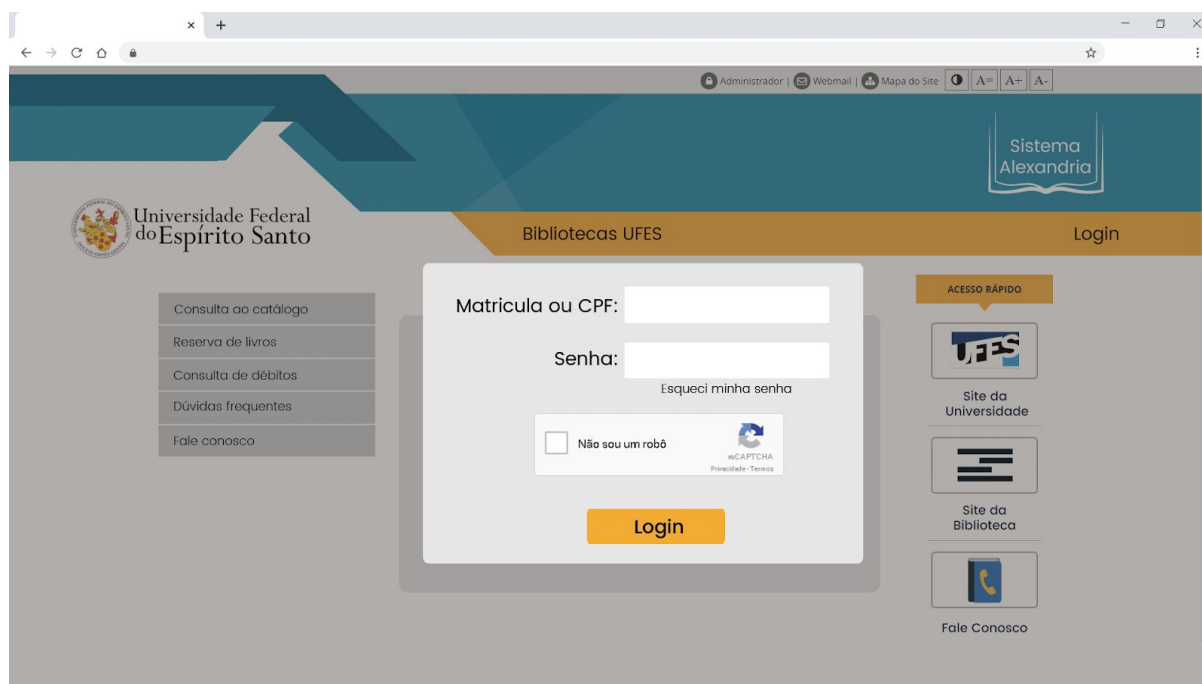 Administrador | Webmail | Mapa do Site A= A+ A-
Sistema
Alexandria
Universidade Federal
do Espírito Santo
Bibliotecas UFES
Login
Consulta ao catálogo
Reserva de livros
Consulta de débitos
Dúvidas frequentes
Fale conosco
Matricula ou CPF:
Senha:
Esqueci minha senha
Não sou um robô
reCAPTCHA
Privacidade - Termos
Login
ACESSO RÁPIDO
UFES
Site da
Universidade
Site da
Biblioteca
Fale Conosco